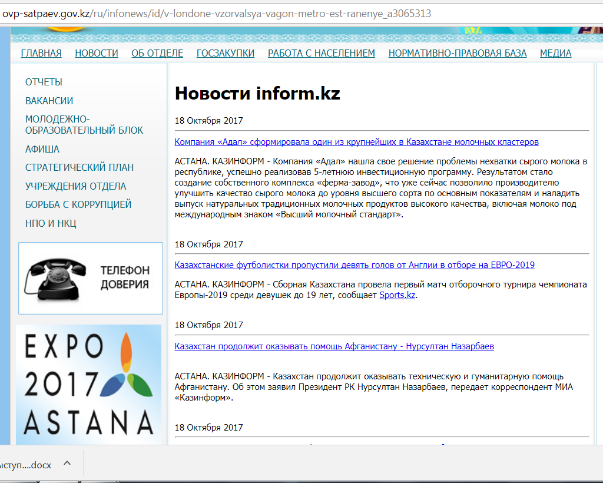 ovp-satpaev.gov.kz/ru/infonews/id/v-londone-vzorvalsya-vagon-metro-est-ranenye_a3065313
ГЛАВНАЯ НОВОСТИ ОБ ОТДЕЛЕ ГОСЗАКУПКИ РАБОТА С НАСЕЛЕНИЕМ НОРМАТИВНО-ПРАВОВАЯ БАЗА МЕДИА
ОТЧЕТЫ
ВАКАНСИИ
МОЛОДЕЖНО-
ОБРАЗОВАТЕЛЬНЫЙ БЛОК
АФИША
СТРАТЕГИЧЕСКИЙ ПЛАН
УЧРЕЖДЕНИЯ ОТДЕЛА
БОРЬБА С КОРРУПЦИЕЙ
НПО И НКЦ
ТЕЛЕФОН
ДОВЕРИЯ
EXPO
2017
ASTANA
Новости inform.kz
18 Октября 2017
Компания «Адал» сформировала один из крупнейших в Казахстане молочных кластеров
АСТАНА. КАЗИНФОРМ - Компания «Адал» нашла свое решение проблемы нехватки сырого молока в
республике, успешно реализовав 5-летнюю инвестиционную программу. Результатом стало
создание собственного комплекса «ферма-завод», что уже сейчас позволило производителю
улучшить качество сырого молока до уровня высшего сорта по основным показателям и наладить
выпуск натуральных традиционных молочных продуктов высокого качества, включая молоко под
международным знаком «Высший молочный стандарт».
18 Октября 2017
Казахстанские футболистки пропустили девять голов от Англии в отборе на ЕВРО-2019
АСТАНА. КАЗИНФОРМ - Сборная Казахстана провела первый матч отборочного турнира чемпионата
Европы-2019 среди девушек до 19 лет, сообщает Sports.kz.
18 Октября 2017
Казахстан продолжит оказывать помощь Афганистану - Нурсултан Назарбаев
АСТАНА. КАЗИНФОРМ - Казахстан продолжит оказывать техническую и гуманитарную помощь
Афганистану. Об этом заявил Президент РК Нурсултан Назарбаев, передает корреспондент МИА
«Казинформ».
18 Октября 2017
ыступ....docx